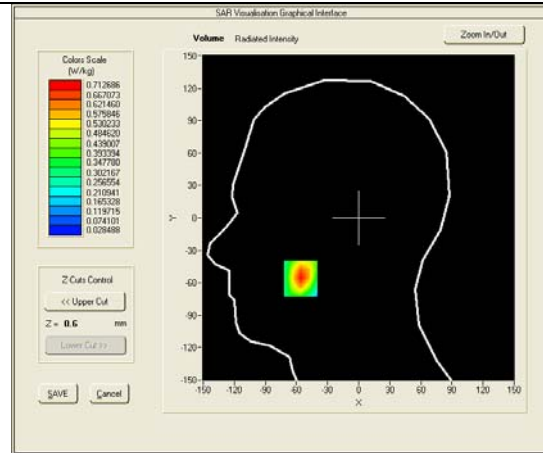 SAR Visualisation Graphical Interface
Volume Radiated Intensity
Zoom In/Out
Colors Scale
(W/kg)
0.712686
0.667073
0.621460
0.575846
0.530233
0.484620
0.439007
0.393394
0.347780
0.302167
0.256554
0.210941
0.165328
0.119715
0.074101
0.028488
Z Cuts Control
<< Upper Cut
Z = 0.6 mm
Lower Cut >>
SAVE Cancel
150-
120-
90-
60-
30-
0-
-30-
-60-
-90-
-120-
-150-
Y
-150 -120 -90 -60 -30 0 30 60 90 120 150
X